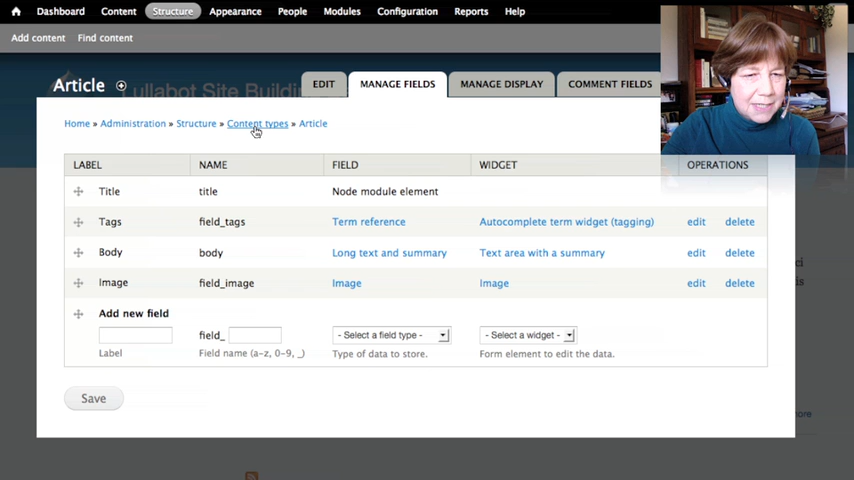 Dashboard Content Structure Appearance People Modules Configuration Reports Help
Add content Find content
Article
ullabot Site Buildin
EDIT MANAGE FIELDS MANAGE DISPLAY COMMENT FIELDS
Home » Administration » Structure » Content types » Article
LABEL NAME FIELD WIDGET OPERATIONS
Title title Node module element
Tags field_tags Term reference Autocomplete term widget (tagging) edit delete
Body body Long text and summary Text area with a summary edit delete
Image field_image Image Image edit delete
Add new field
field_ - Select a field type - - Select a widget -
Label Field name (a-z, 0-9, _) Type of data to store. Form element to edit the data.
Save